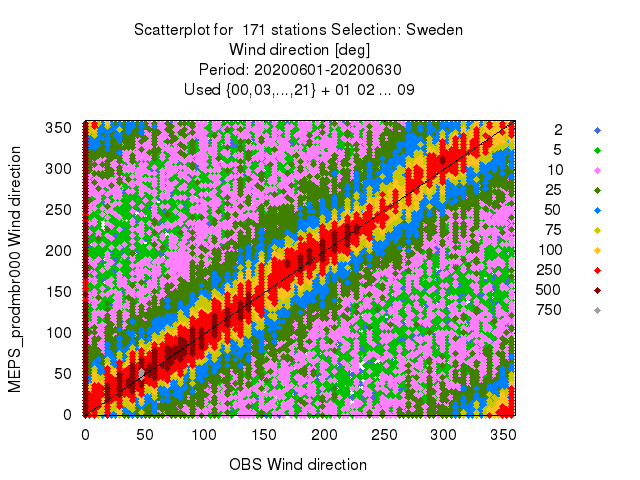 Scatterplot for  171 stations Selection: Sweden
Wind direction [deg]
Period: 20200601-20200630
Used {00,03,...,21} + 01 02 ... 09
MEPS_prodmbr000 Wind direction
350
300
250
200
150
100
50
0
0 50 100 150 200 250 300 350
OBS Wind direction
2
5
10
25
50
75
100
250
500
750